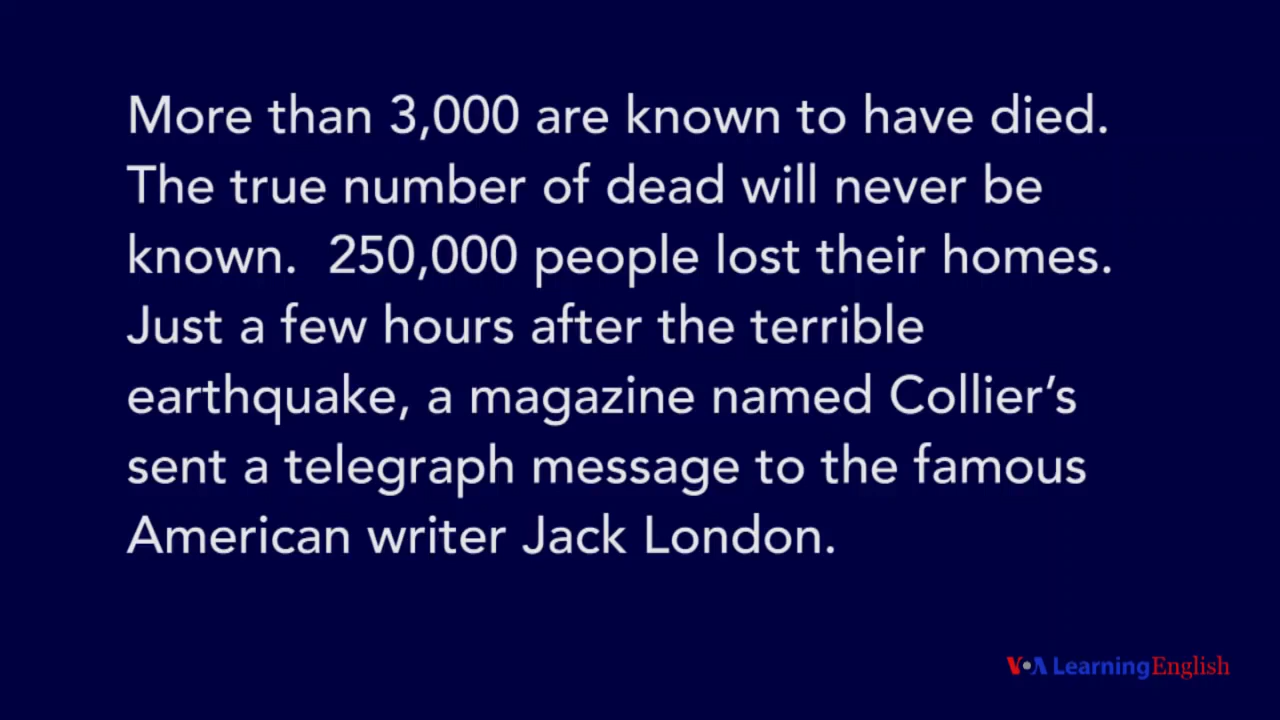 More than 3,000 are known to have died.
The true number of dead will never be
known.  250,000 people lost their homes.
Just a few hours after the terrible
earthquake, a magazine named Collier’s
sent a telegraph message to the famous
American writer Jack London.
VOA Learning English